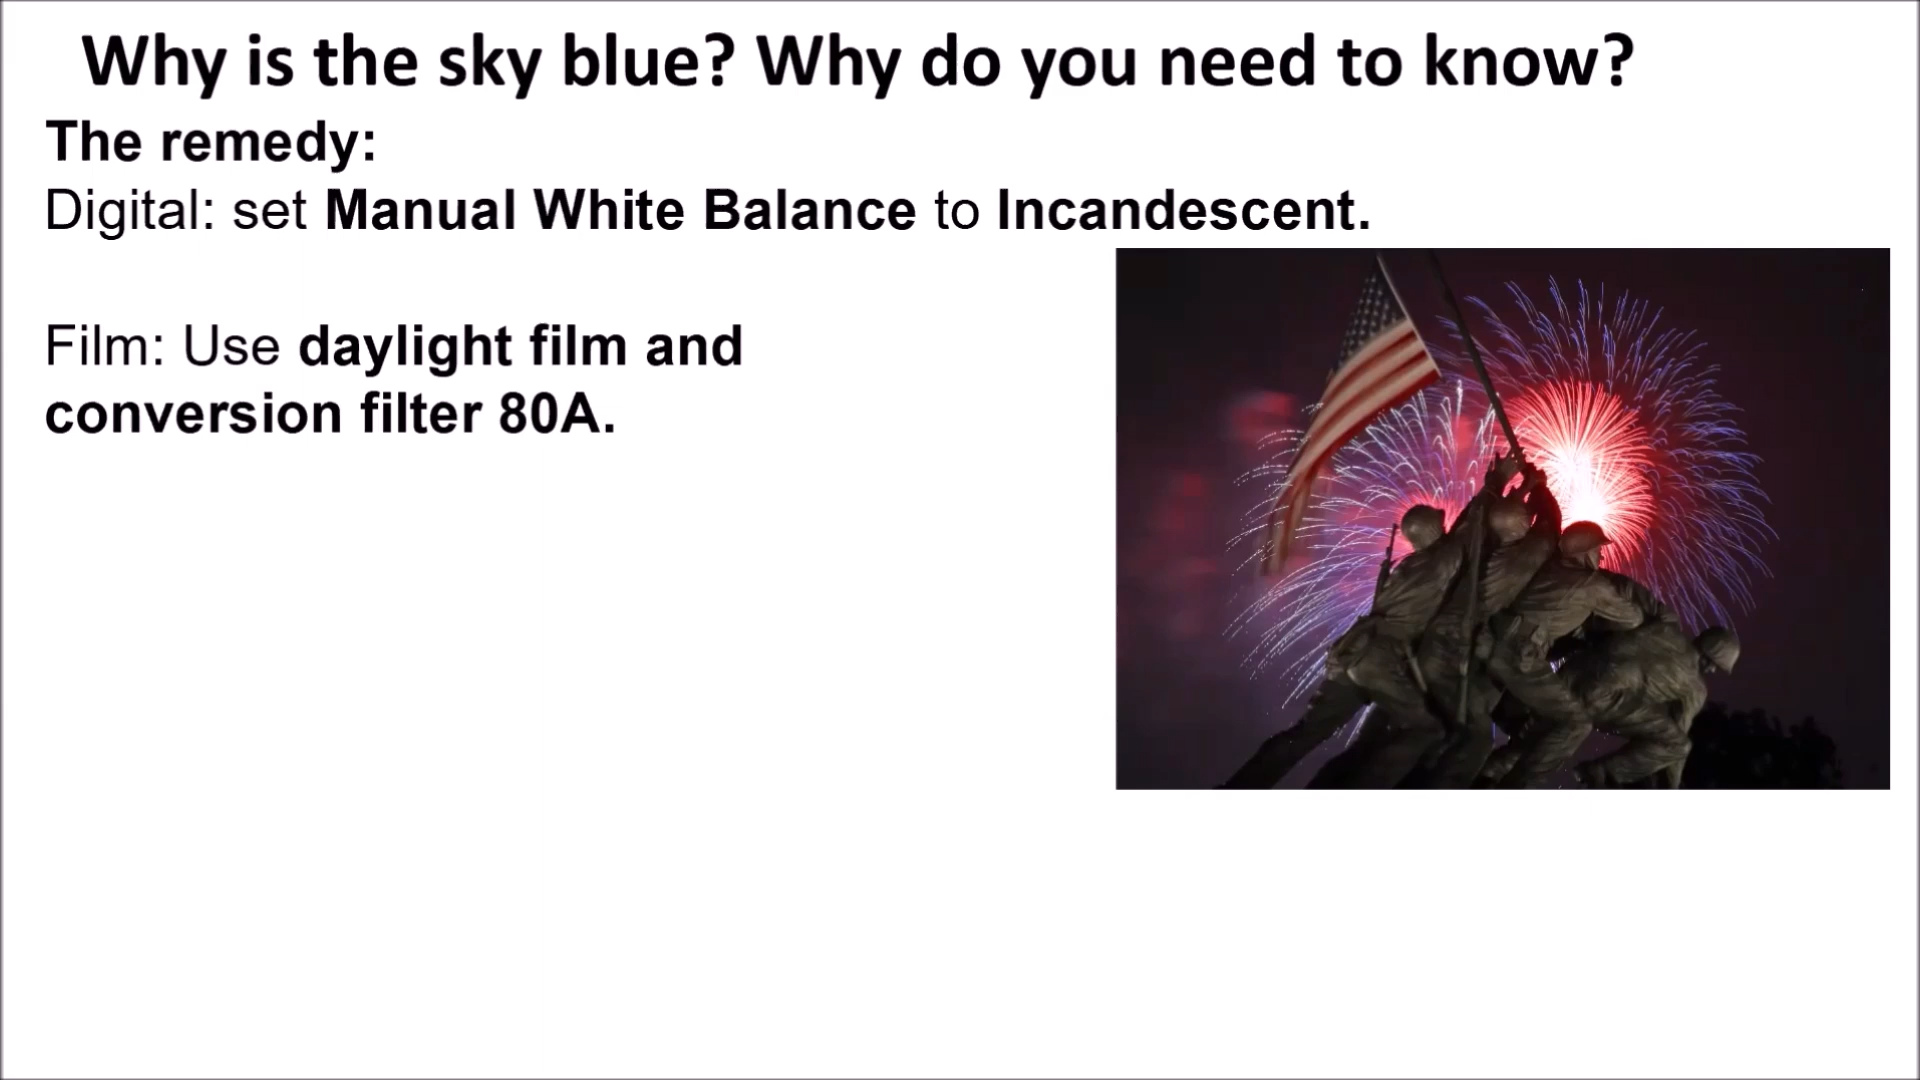 Why is the sky blue? Why do you need to know?
The remedy:
Digital: set Manual White Balance to Incandescent.
Film: Use daylight film and
conversion filter 80A.